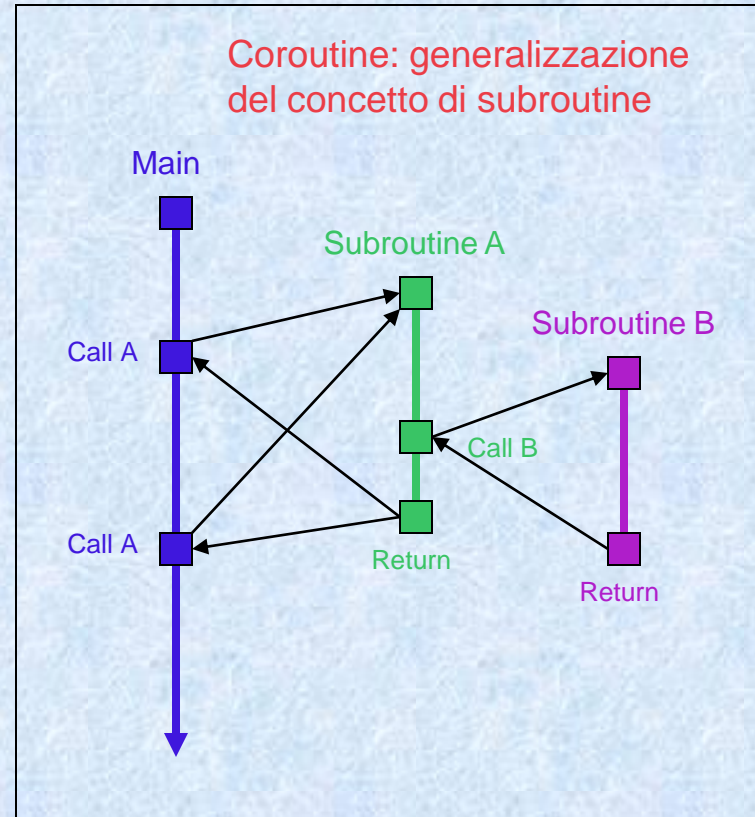 Coroutine: generalizzazione
del concetto di subroutine
Main
Subroutine A
Subroutine B
Call A
Call B
Call A
Return
Return